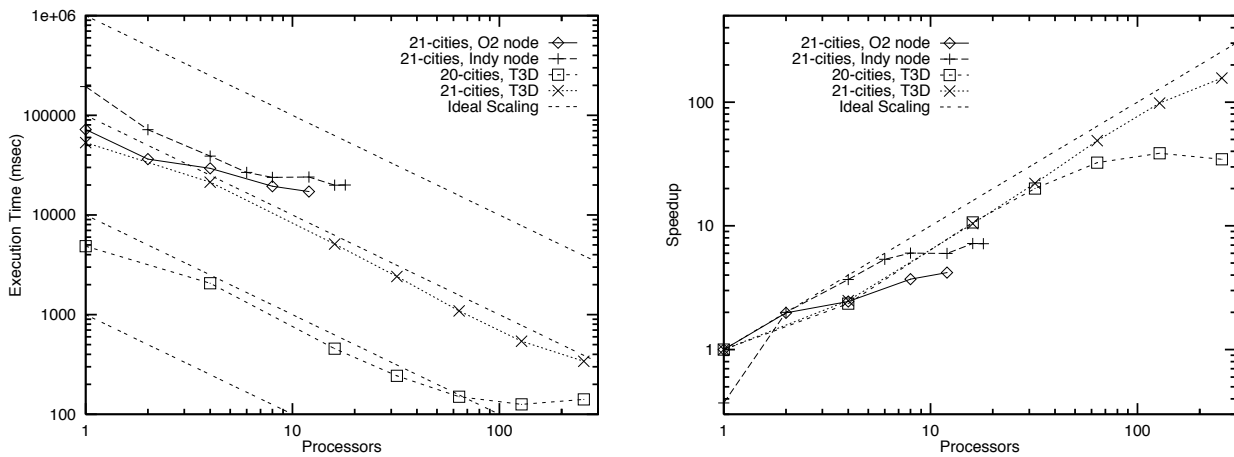 1e+06
100000
10000
1000
100
Execution Time (msec)
1
10
100
Processors
21-cities, O2 node
21-cities, Indy node
20-cities, T3D
21-cities, T3D
Ideal Scaling
100
10
1
Speedup
1
10
100
Processors
21-cities, O2 node
21-cities, Indy node
20-cities, T3D
21-cities, T3D
Ideal Scaling